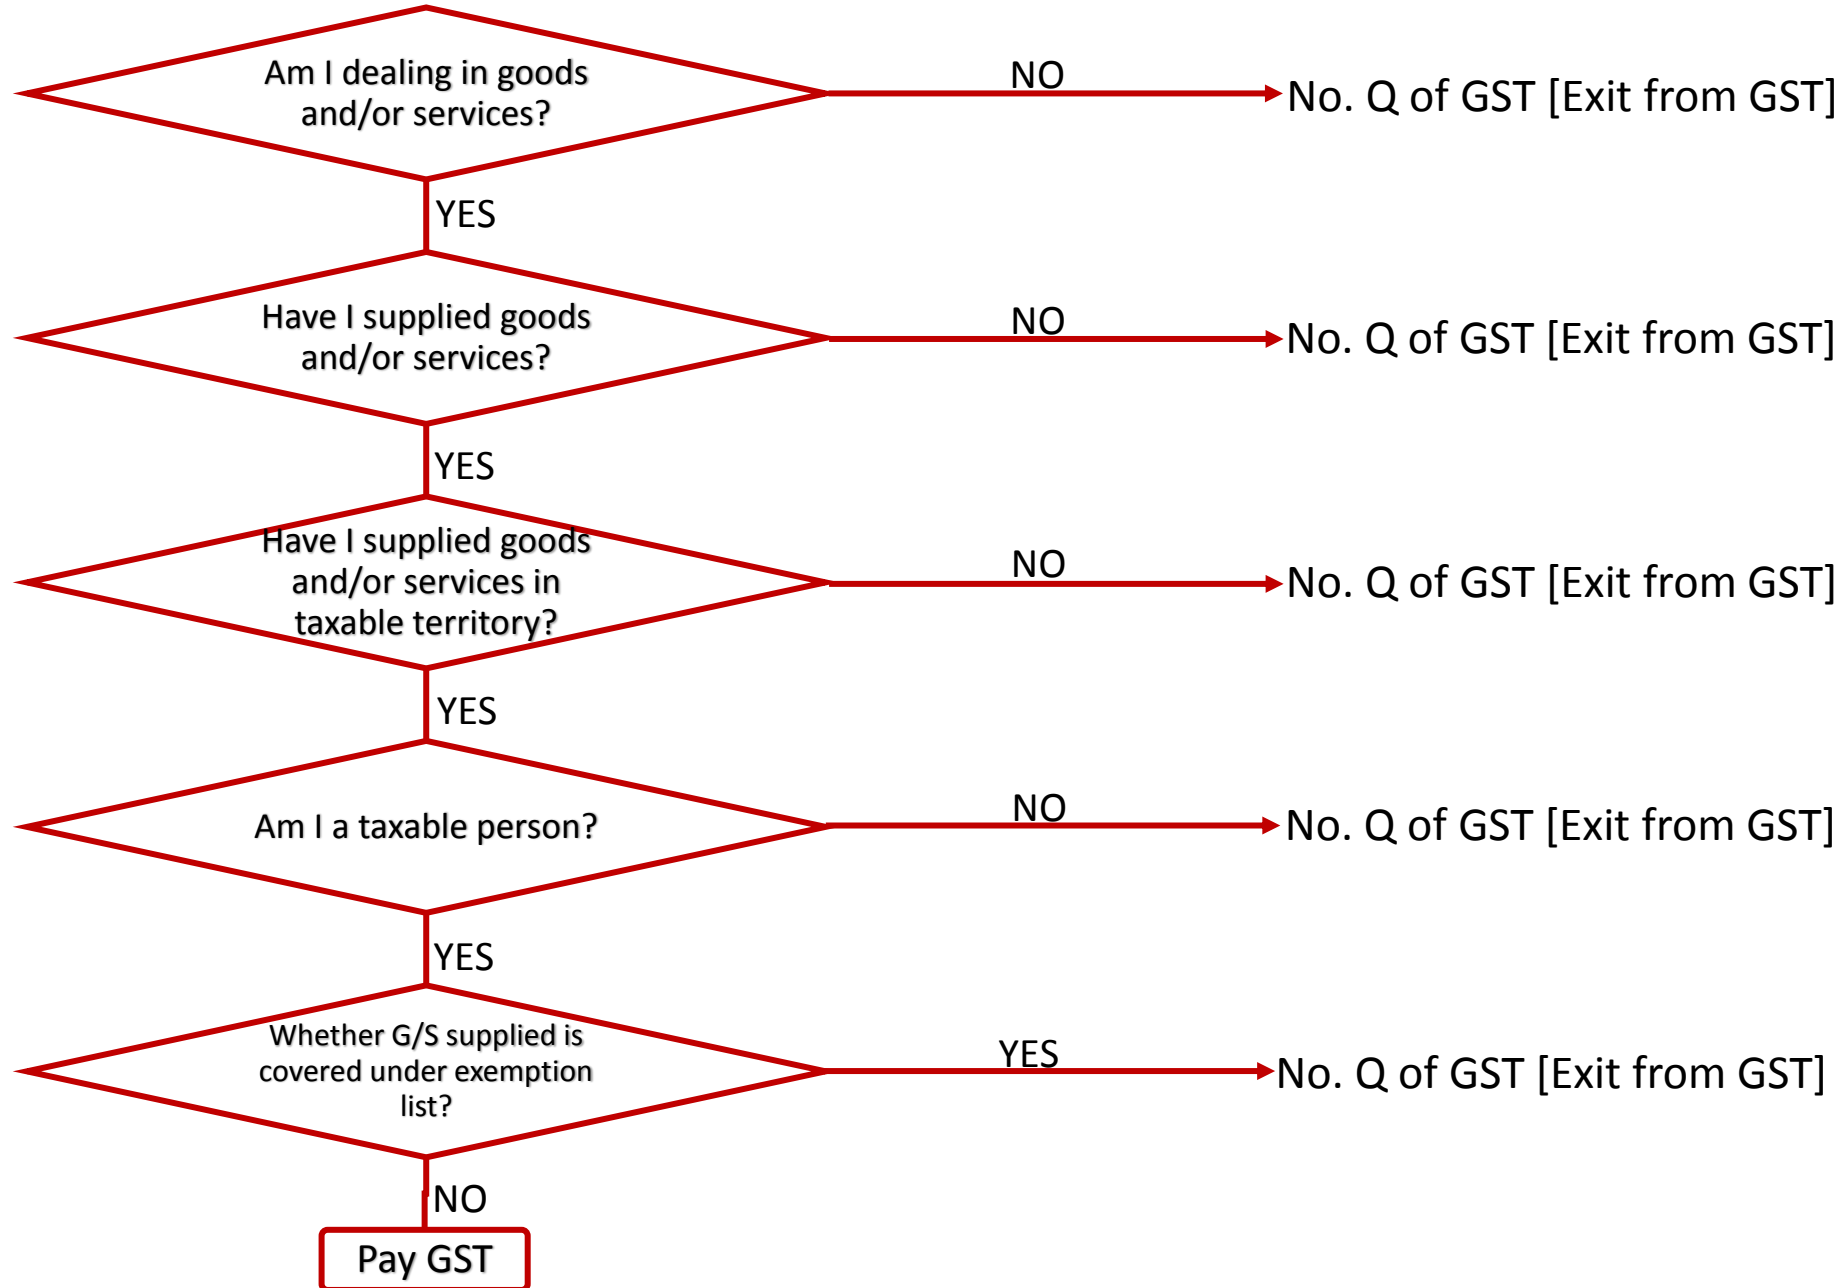 Am I dealing in goods
and/or services?
NO
No. Q of GST [Exit from GST]
YES
Have I supplied goods
and/or services?
NO
No. Q of GST [Exit from GST]
YES
Have I supplied goods
and/or services in
taxable territory?
NO
No. Q of GST [Exit from GST]
YES
Am I a taxable person?
NO
No. Q of GST [Exit from GST]
YES
Whether G/S supplied is
covered under exemption
list?
YES
No. Q of GST [Exit from GST]
NO
Pay GST